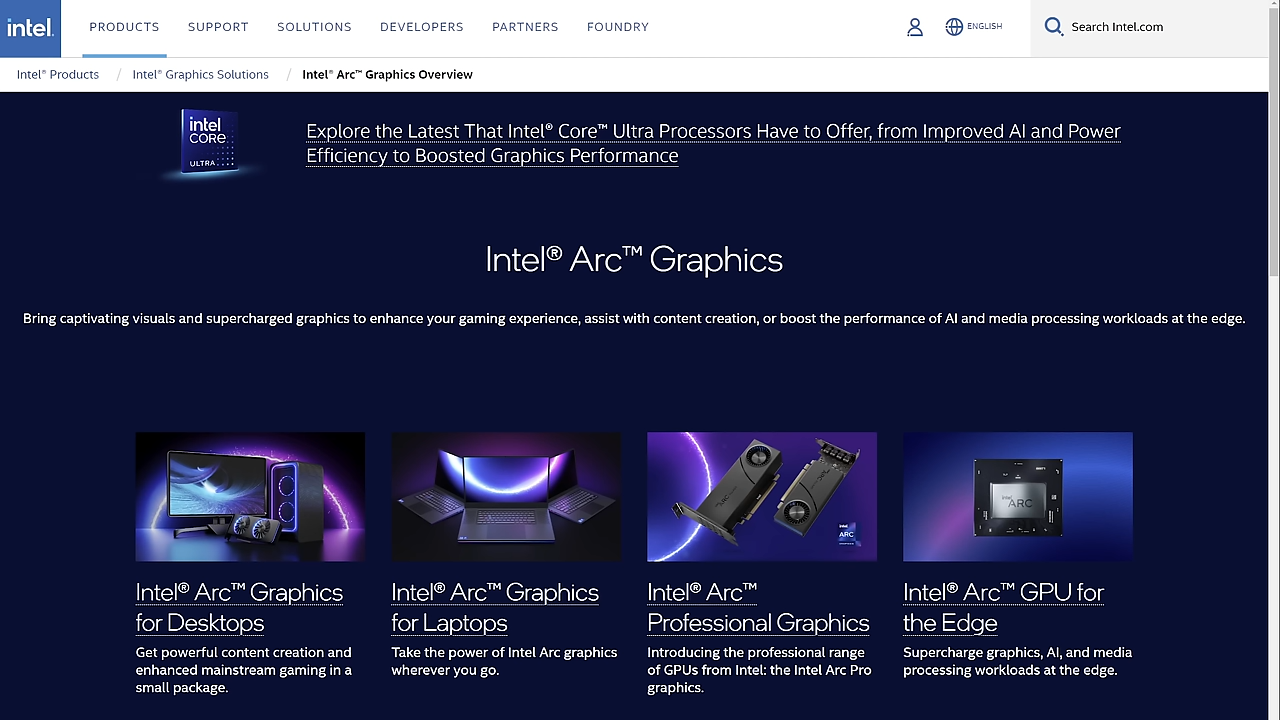 intel.
PRODUCTS
SUPPORT
SOLUTIONS
DEVELOPERS
PARTNERS
FOUNDRY
ENGLISH
Search Intel.com
Intel® Products / Intel® Graphics Solutions / Intel® Arc™ Graphics Overview
intel
CORE
ULTRA
Explore the Latest That Intel® Core™ Ultra Processors Have to Offer, from Improved AI and Power
Efficiency to Boosted Graphics Performance
Intel® Arc™ Graphics
Bring captivating visuals and supercharged graphics to enhance your gaming experience, assist with content creation, or boost the performance of AI and media processing workloads at the edge.
ARC
intel
ARC
Intel® Arc™ Graphics
for Desktops
Get powerful content creation and
enhanced mainstream gaming in a
small package.
Intel® Arc™ Graphics
for Laptops
Take the power of Intel Arc graphics
wherever you go.
Intel® Arc™
Professional Graphics
Introducing the professional range
of GPUs from Intel: the Intel Arc Pro
graphics.
Intel® Arc™ GPU for
the Edge
Supercharge graphics, AI, and media
processing workloads at the edge.